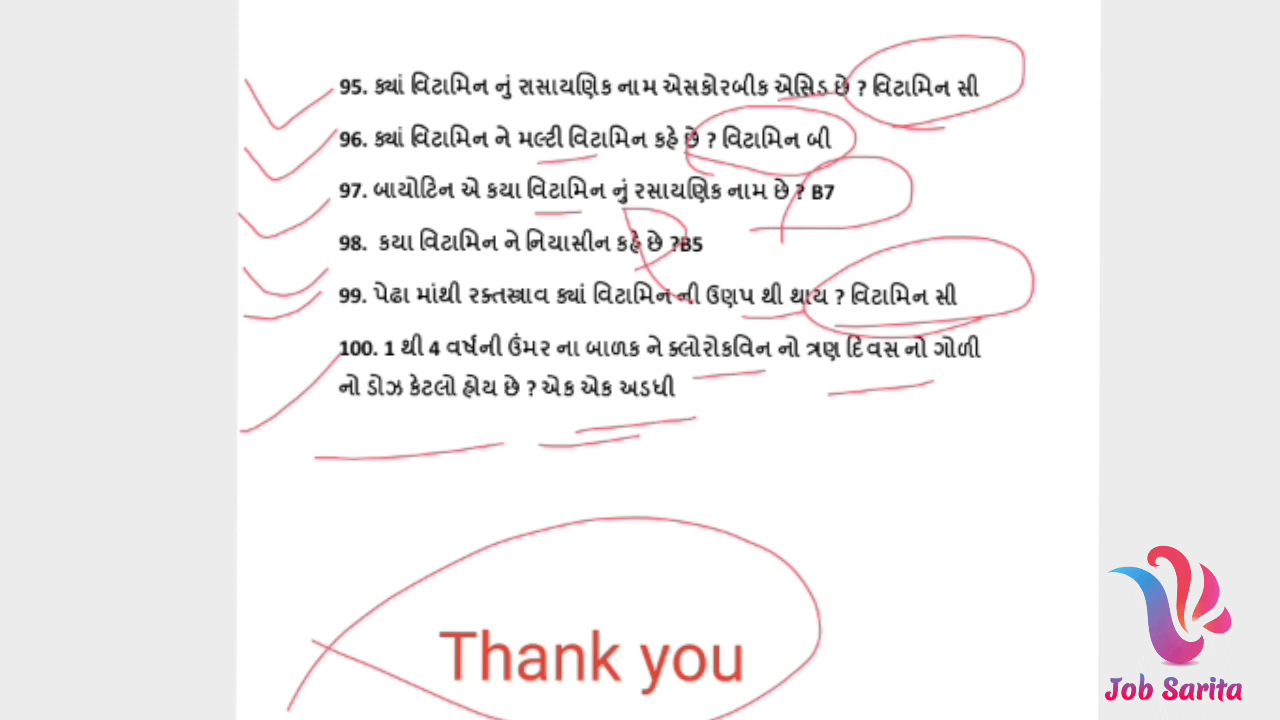 95. ક્યાં વિટામિન નું રાસાયણિક નામ એસકોરબીક એસિડ છે ? વિટામિન સી
96. ક્યાં વિટામિન ને મલ્ટી વિટામિન કહે છે ? વિટામિન બી
97. બાયોટિન એ કયા વિટામિન નું રસાયણિક નામ છે ? B7
98. કયા વિટામિન ને નિયાસીન કહે છે ?B5
99. પેઢા માંથી રક્તસ્ત્રાવ ક્યાં વિટામિન ની ઉણપ થી થાય ? વિટામિન સી
100. 1 થી 4 વર્ષની ઉંમર ના બાળક ને ક્લોરોકવિન નો ત્રણ દિવસ નો ગોળી
નો ડોઝ કેટલો હોય છે ? એક એક અડધી
Thank you
Job Sarita